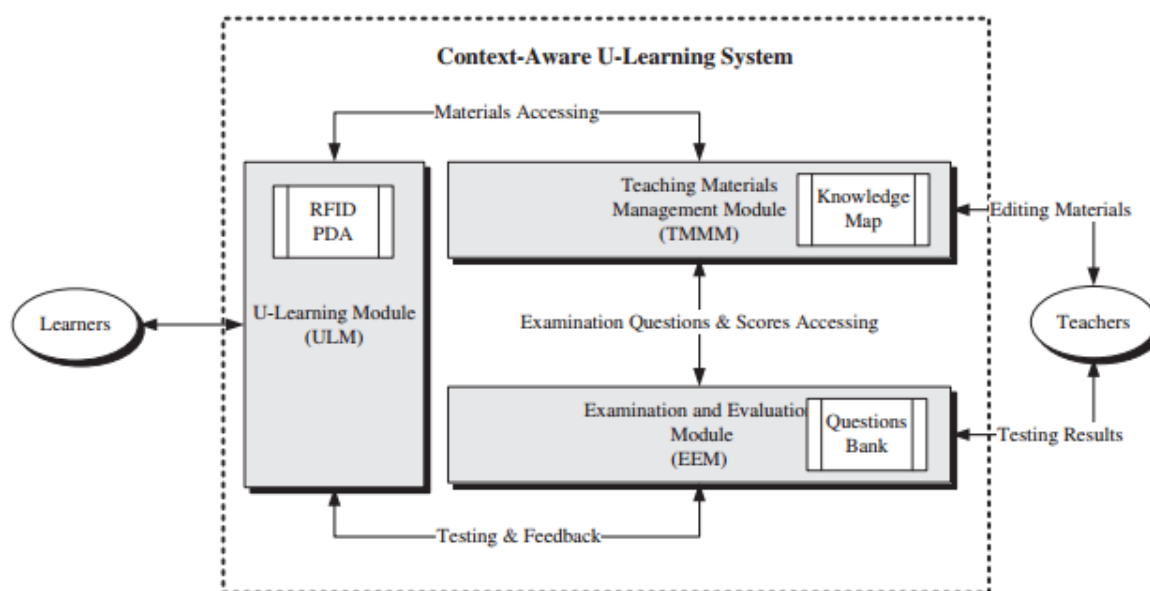 Context-Aware U-Learning System
Materials Accessing
RFID
PDA
U-Learning Module
(ULM)
Teaching Materials
Management Module
(TMMM)
Knowledge
Map
Editing Materials
Learners
Examination Questions & Scores Accessing
Teachers
Examination and Evaluation
Module
(EEM)
Questions
Bank
Testing Results
Testing & Feedback